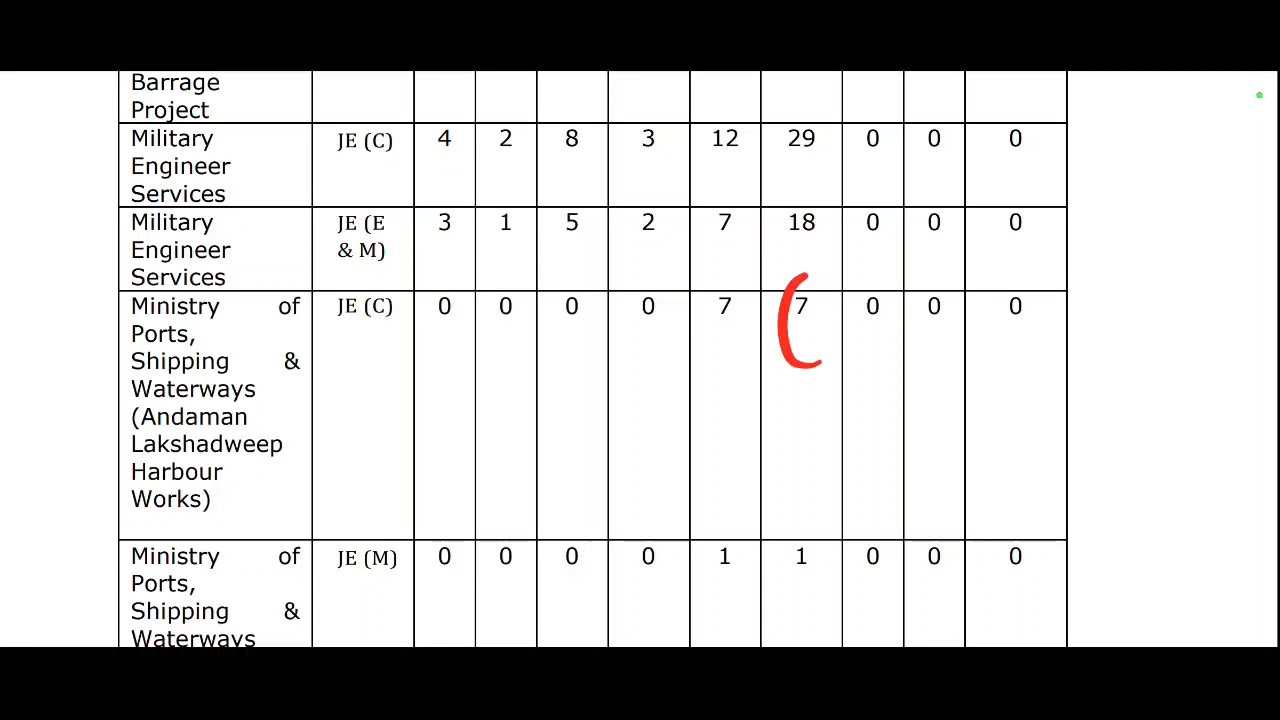 Barrage
Project
Military Engineer Services JE (C) 4 2 8 3 12 29 0 0 0
Military Engineer Services JE (E & M) 3 1 5 2 7 18 0 0 0
Ministry of Ports, Shipping & Waterways (Andaman Lakshadweep Harbour Works) JE (C) 0 0 0 0 7 7 0 0 0
Ministry of Ports, Shipping & Waterways JE (M) 0 0 0 0 1 1 0 0 0